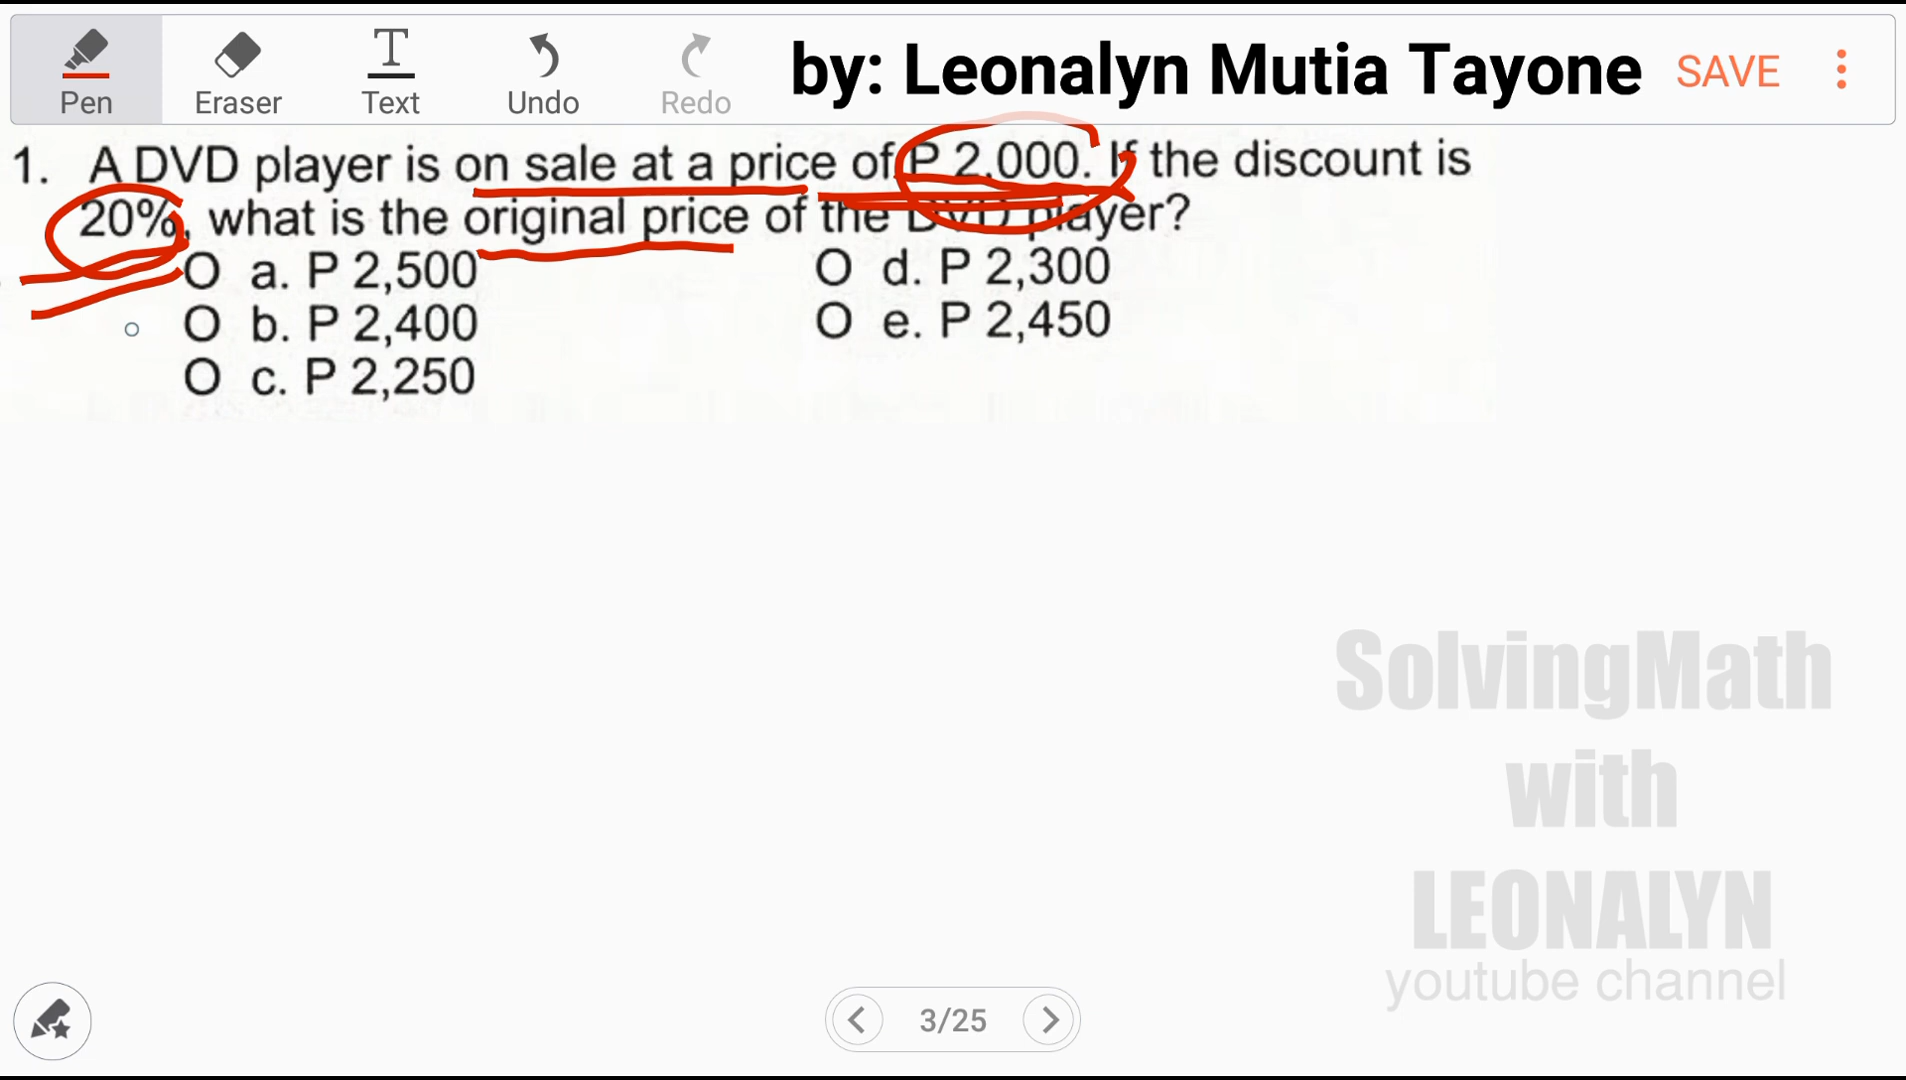 Pen Eraser Text Undo Redo by: Leonalyn Mutia Tayone SAVE
1. A DVD player is on sale at a price of P 2,000. If the discount is
20%, what is the original price of the DVD player?
O a. P 2,500 O d. P 2,300
O b. P 2,400 O e. P 2,450
O c. P 2,250
SolvingMath
with
LEONALYN
youtube channel
3/25